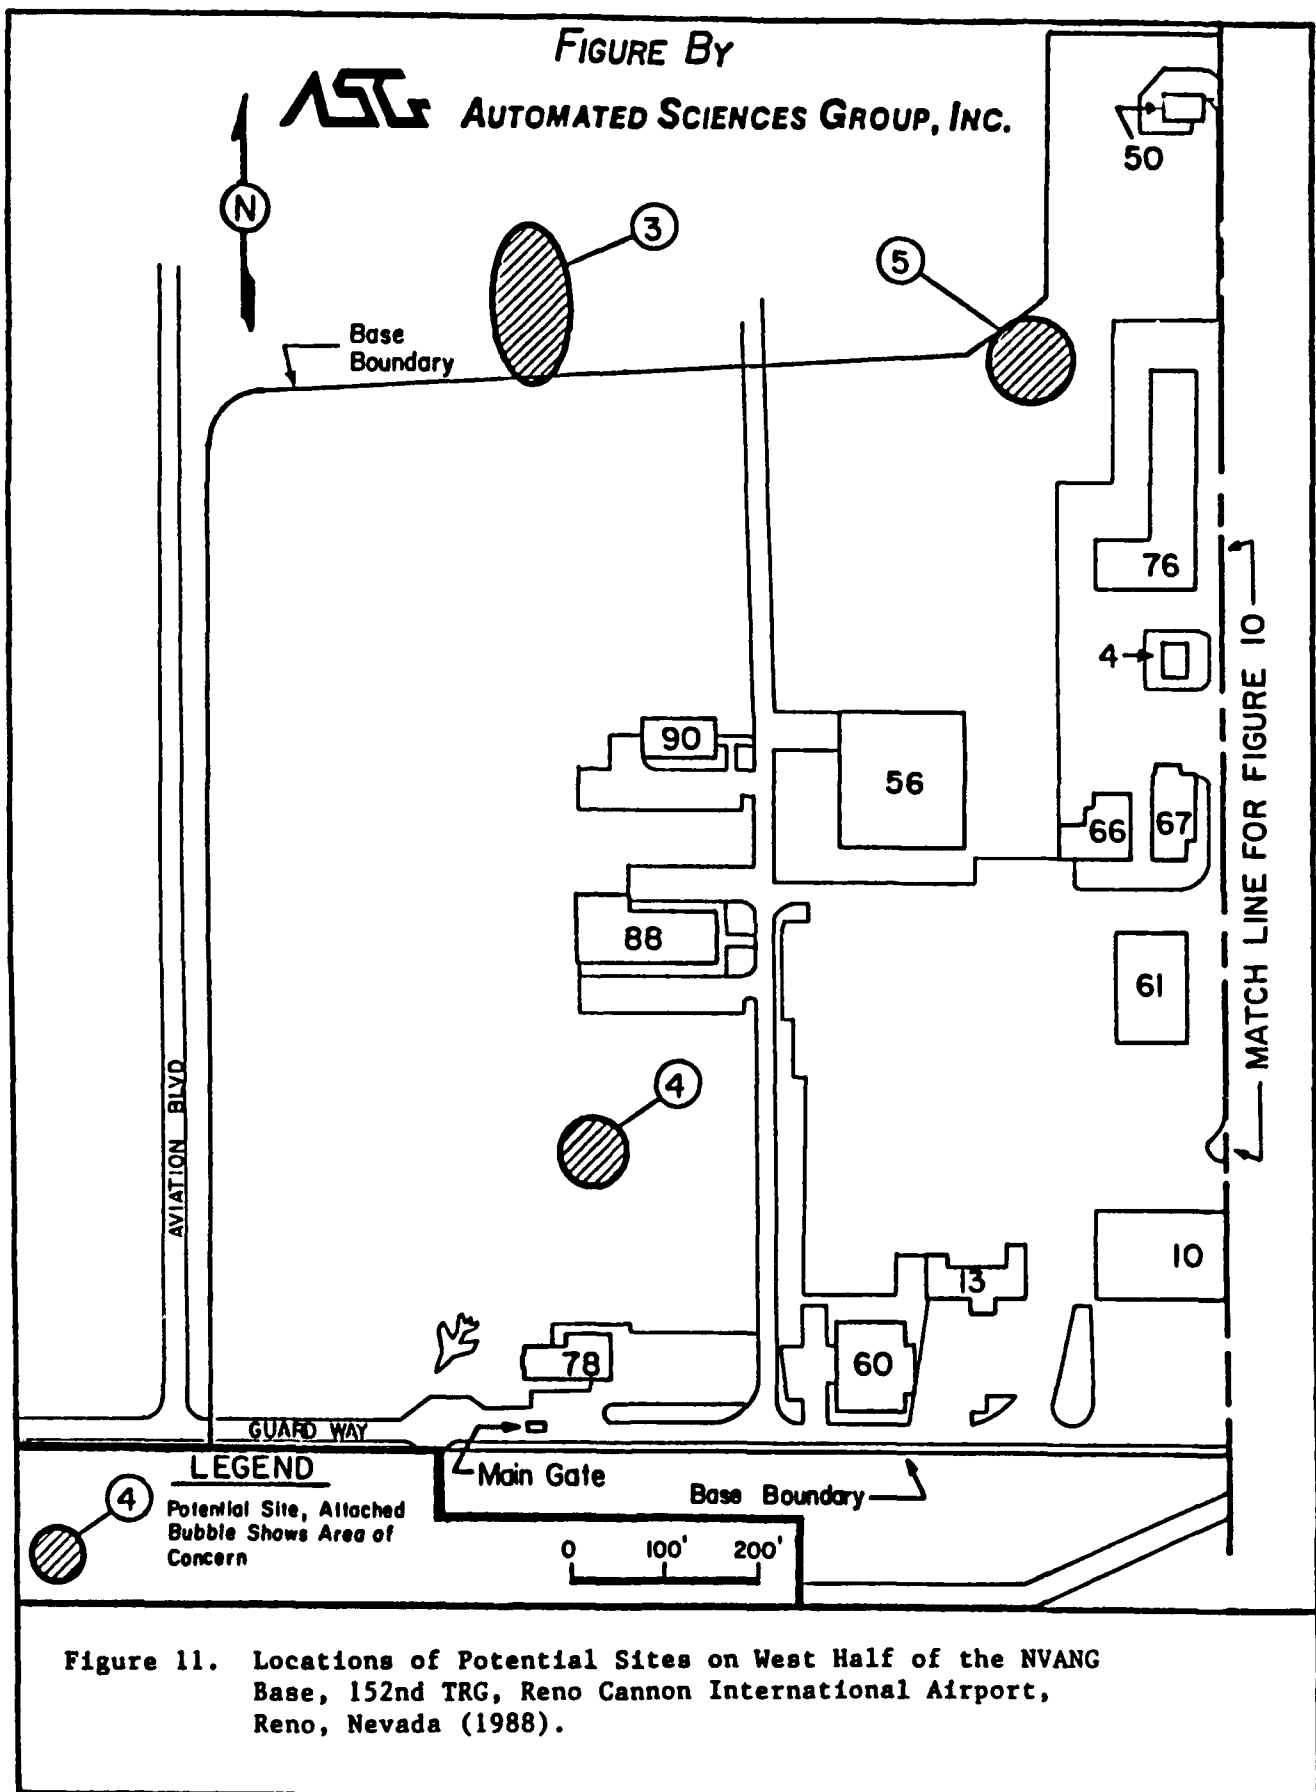 FIGURE BY
ASG AUTOMATED SCIENCES GROUP, INC.
50
N
3
5
Base
Boundary
76
4
MATCH LINE FOR FIGURE 10
90
56
66
67
88
61
4
AVIATION BLVD
10
13
78
60
GUARD WAY
LEGEND
Main Gate
Base Boundary
4
Potential Site, Attached
Bubble Shows Area of
Concern
0 100' 200'
Figure 11. Locations of Potential Sites on West Half of the NVANG
Base, 152nd TRG, Reno Cannon International Airport,
Reno, Nevada (1988).